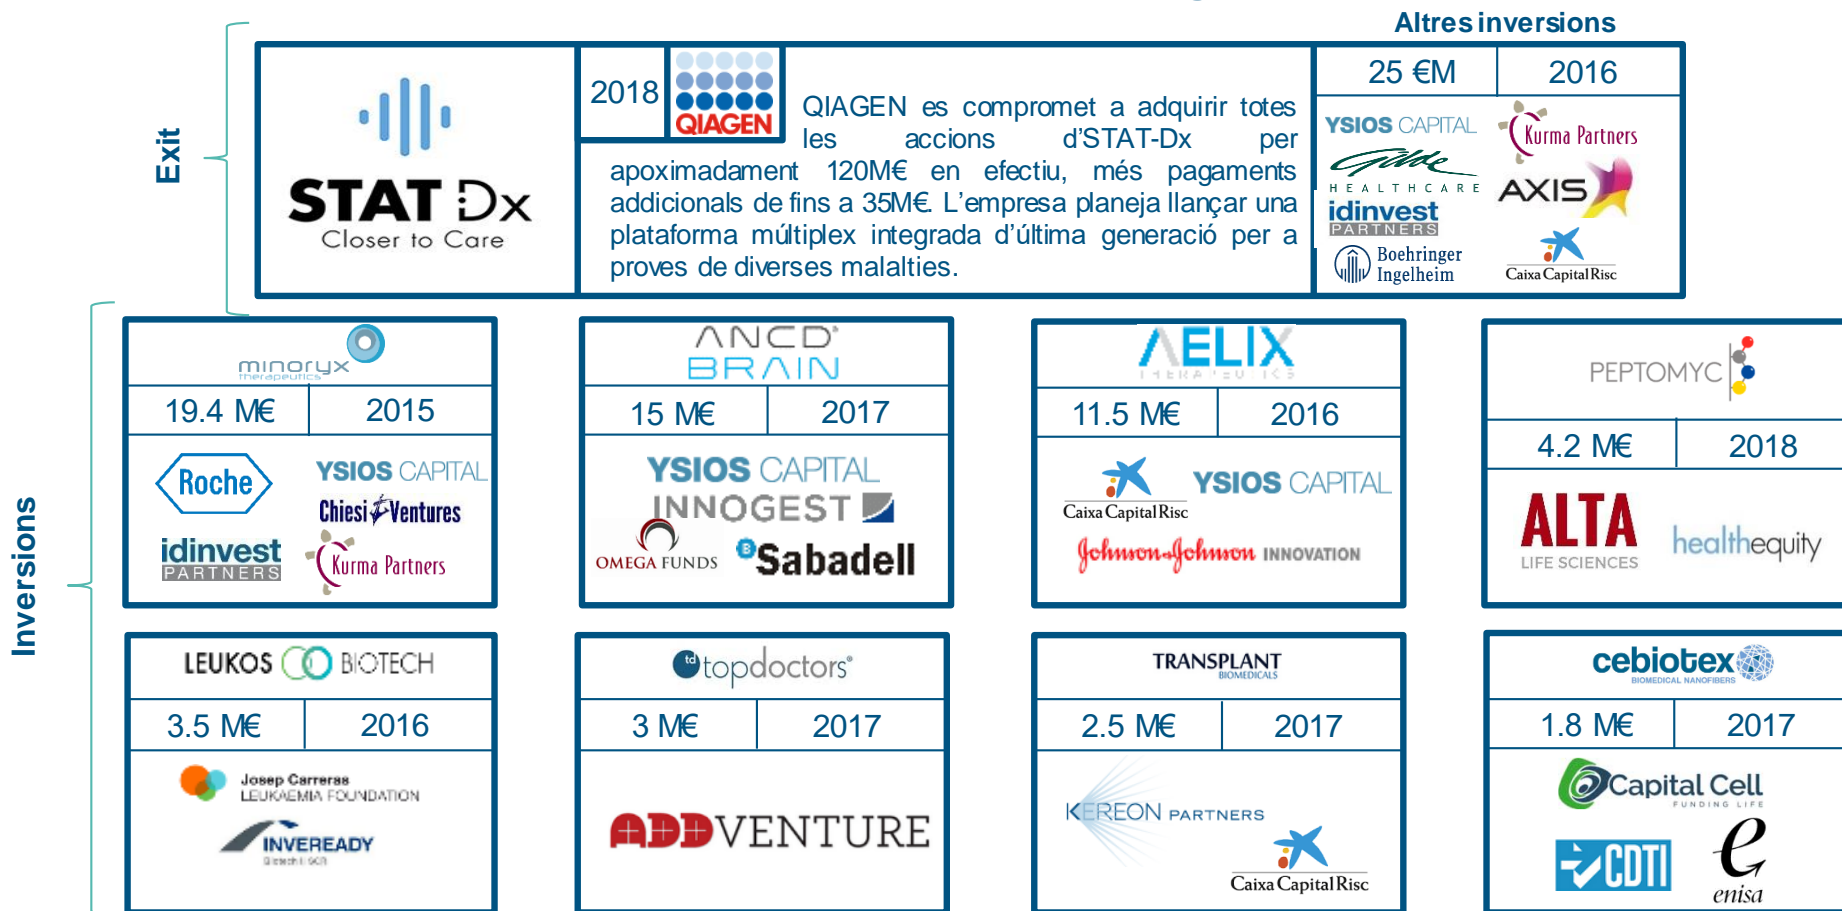 Altres inversions
Exit
STAT Dx
Closer to Care
2018
QIAGEN
QIAGEN es compromet a adquirir totes
les accions d'STAT-Dx per
apoximadament 120M€ en efectiu, més pagaments
addicionals de fins a 35M€. L'empresa planeja llançar una
plataforma múltiplex integrada d'última generació per a
proves de diverses malalties.
25 €M
2016
YSIOS CAPITAL
Kurma Partners
Gilde
HEALTHCARE
AXIS
idinvest
PARTNERS
Boehringer
Ingelheim
Caixa Capital Risc
Inversions
minoryx
therapeutics
19.4 M€
2015
Roche
YSIOS CAPITAL
Chiesi Ventures
idinvest
PARTNERS
Kurma Partners
ANCD
BRAIN
15 M€
2017
YSIOS CAPITAL
INNOGEST
OMEGA FUNDS
B Sabadell
AELIX
THERAPEUTICS
11.5 M€
2016
Caixa Capital Risc
YSIOS CAPITAL
Johnson & Johnson INNOVATION
PEPTOMYC
4.2 M€
2018
ALTA
LIFE SCIENCES
healthequity
LEUKOS BIOTECH
3.5 M€
2016
Josep Carreras
LEUKAEMIA FOUNDATION
INVEREADY
Biotech II SCR
td topdoctors®
3 M€
2017
ADDVENTURE
TRANSPLANT
BIOMEDICALS
2.5 M€
2017
KEREON PARTNERS
Caixa Capital Risc
cebiotex
BIOMEDICAL NANOFIBERS
1.8 M€
2017
Capital Cell
FUNDING LIFE
CDTI
e
enisa